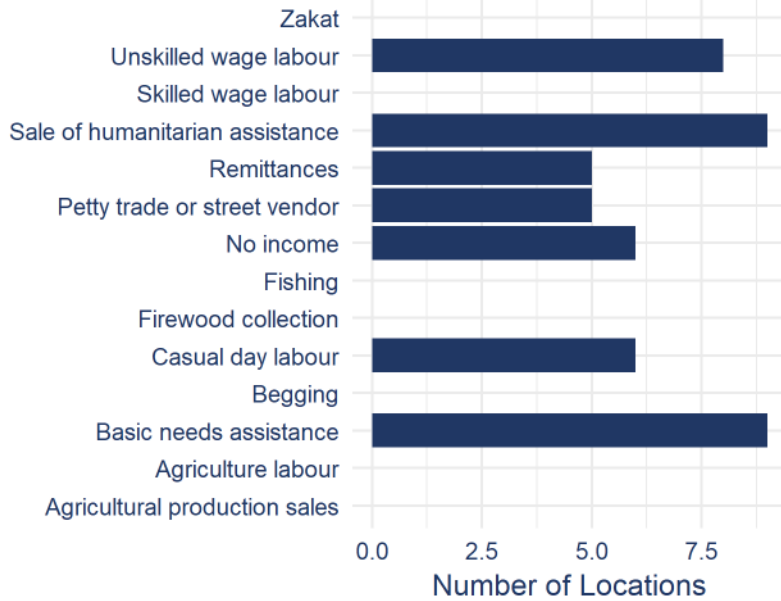 Zakat
Unskilled wage labour
Skilled wage labour
Sale of humanitarian assistance
Remittances
Petty trade or street vendor
No income
Fishing
Firewood collection
Casual day labour
Begging
Basic needs assistance
Agriculture labour
Agricultural production sales
0.0 2.5 5.0 7.5
Number of Locations